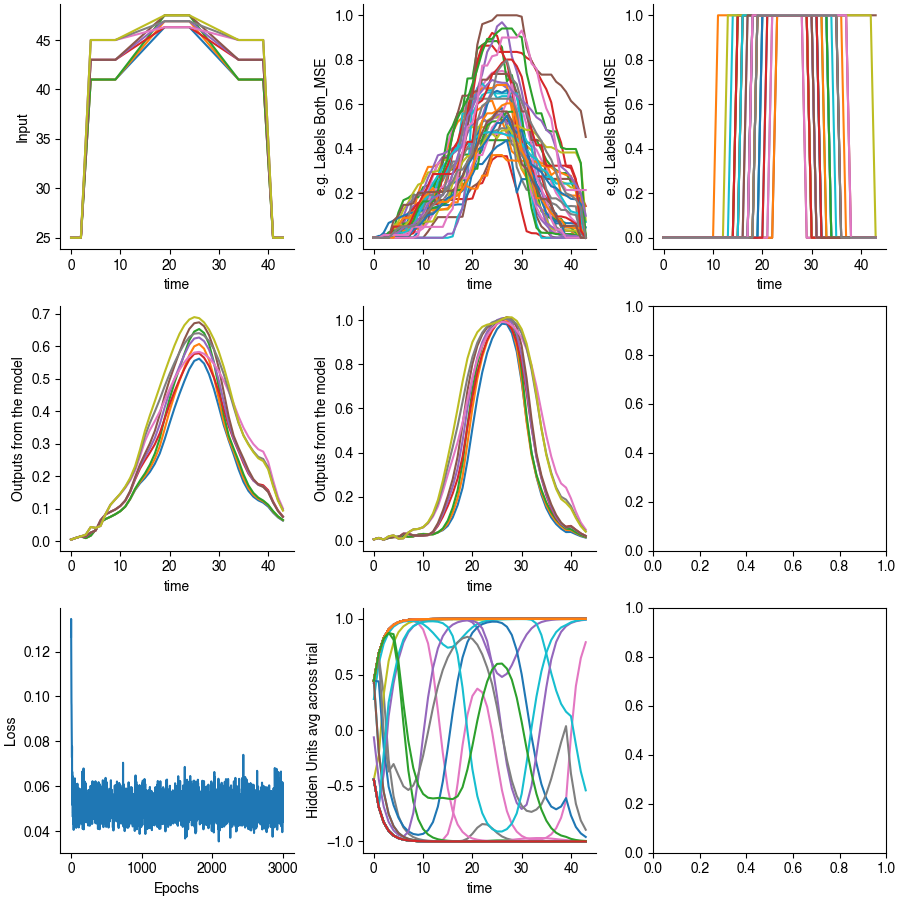 45
40
35
30
25
Input
0 10 20 30 40
time
1.0
0.8
0.6
0.4
0.2
0.0
e.g. Labels Both_MSE
0 10 20 30 40
time
1.0
0.8
0.6
0.4
0.2
0.0
e.g. Labels Both_MSE
0 10 20 30 40
time
0.7
0.6
0.5
0.4
0.3
0.2
0.1
0.0
Outputs from the model
0 10 20 30 40
time
1.0
0.8
0.6
0.4
0.2
0.0
Outputs from the model
0 10 20 30 40
time
1.0
0.8
0.6
0.4
0.2
0.0
0.0 0.2 0.4 0.6 0.8 1.0
0.12
0.10
0.08
0.06
0.04
Loss
0 1000 2000 3000
Epochs
1.0
0.5
0.0
−0.5
−1.0
Hidden Units avg across trial
0 10 20 30 40
time
1.0
0.8
0.6
0.4
0.2
0.0
0.0 0.2 0.4 0.6 0.8 1.0